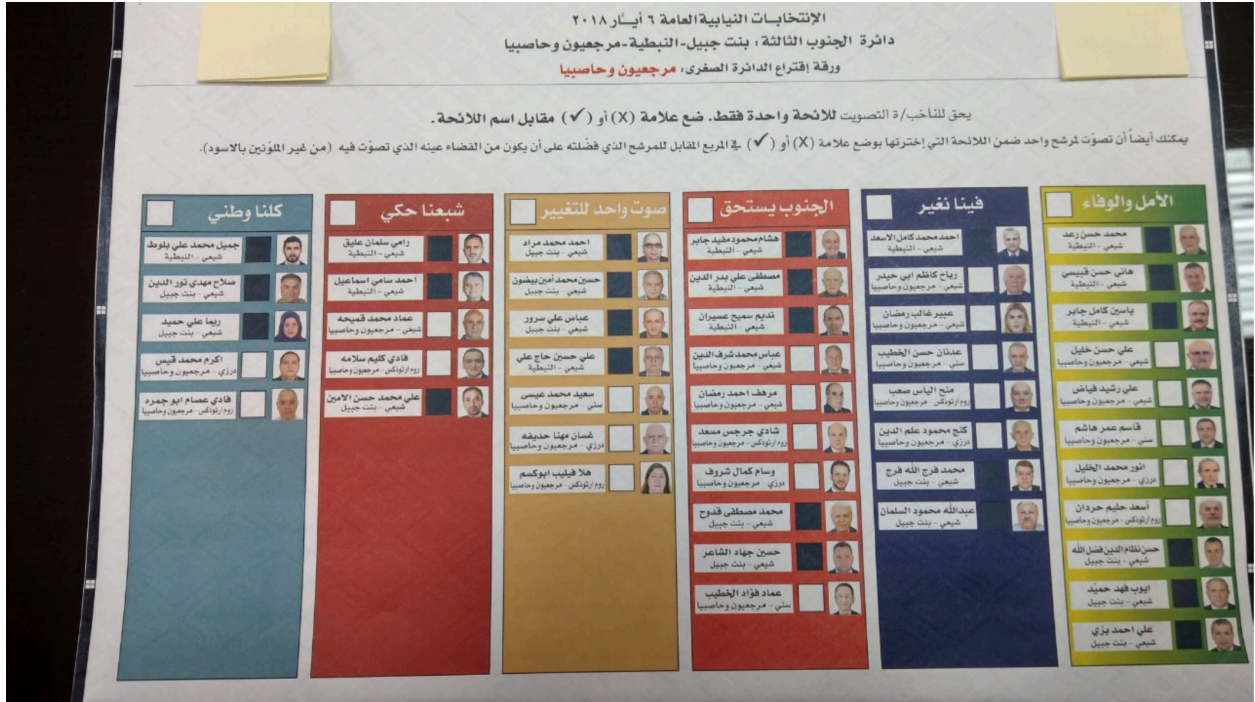 الإنتخابات النيابية العامة ٦ أيـّار ٢٠١٨
دائرة الجنوب الثالثة: بنت جبيل-النبطية-مرجعيون وحاصبيا
ورقة إقتراع الدائرة الصغرى: مرجعيون وحاصبيا
يحق للناخب/ة التصويت للائحة واحدة فقط. ضع علامة (X) أو (✓) مقابل اسم اللائحة.
يمكنك أيضاً أن تصوّت لمرشح واحد ضمن اللائحة التي إخترتها بوضع علامة (X) أو (✓) في المربع المقابل للمرشح الذي فضّلته على أن يكون من القضاء عينه الذي تصوّت فيه (من غير الملوّنين بالاسود).
الأمل والوفاء
محمد حسن رعد
شيعي - النبطية
هاني حسن قبيسي
شيعي - النبطية
ياسين كامل جابر
شيعي - النبطية
علي حسن خليل
شيعي - مرجعيون وحاصبيا
علي رشيد فياض
شيعي - مرجعيون وحاصبيا
قاسم عمر هاشم
سني - مرجعيون وحاصبيا
انور محمد الخليل
درزي - مرجعيون وحاصبيا
أسعد حليم حردان
روم ارثوذكس - مرجعيون وحاصبيا
حسن نظام الدين فضل الله
شيعي - بنت جبيل
ايوب فهد حميّد
شيعي - بنت جبيل
علي احمد بزي
شيعي - بنت جبيل
فينا نغير
احمد محمد كامل الاسعد
شيعي - النبطية
رباح كاظم ابي حيدر
شيعي - مرجعيون وحاصبيا
عبير غالب رمضان
شيعي - مرجعيون وحاصبيا
عدنان حسن الخطيب
سني - مرجعيون وحاصبيا
منح الياس صعب
روم ارثوذكس - مرجعيون وحاصبيا
كنج محمود علم الدين
درزي - مرجعيون وحاصبيا
محمد فرج الله فرج
شيعي - بنت جبيل
عبدالله محمود السلمان
شيعي - بنت جبيل
الجنوب يستحق
هشام محمود مفيد جابر
شيعي - النبطية
مصطفى علي بدر الدين
شيعي - النبطية
نديم سميح عسيران
شيعي - النبطية
عباس محمد شرف الدين
شيعي - مرجعيون وحاصبيا
مرهف احمد رمضان
شيعي - مرجعيون وحاصبيا
شادي جرجس مسعد
روم ارثوذكس - مرجعيون وحاصبيا
وسام كمال شروف
درزي - مرجعيون وحاصبيا
محمد مصطفى قدوح
شيعي - بنت جبيل
حسين جهاد الشاعر
شيعي - بنت جبيل
عماد فؤاد الخطيب
سني - مرجعيون وحاصبيا
صوت واحد للتغيير
احمد محمد مراد
شيعي - بنت جبيل
حسين محمد أمين بيضون
شيعي - بنت جبيل
عباس علي سرور
شيعي - بنت جبيل
علي حسين حاج علي
شيعي - النبطية
سعيد محمد عيسى
سني - مرجعيون وحاصبيا
غسان مهنا حديفه
درزي - مرجعيون وحاصبيا
هلا فيليب ابوكسم
روم ارثوذكس - مرجعيون وحاصبيا
شبعنا حكي
رامي سلمان عليق
شيعي - النبطية
احمد سامي اسماعيل
شيعي - النبطية
عماد محمد قميحه
شيعي - مرجعيون وحاصبيا
فادي كليم سلامه
روم ارثوذكس - مرجعيون وحاصبيا
علي محمد حسن الامين
شيعي - بنت جبيل
كلنا وطني
جميل محمد علي بلوط
شيعي - النبطية
صلاح مهدي نور الدين
شيعي - بنت جبيل
ريما علي حميد
شيعي - بنت جبيل
اكرم محمد قيس
درزي - مرجعيون وحاصبيا
فادي عصام ابو جمره
روم ارثوذكس - مرجعيون وحاصبيا